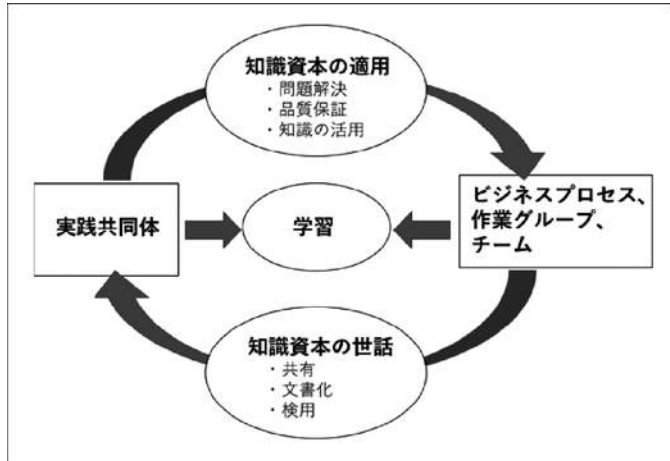 知識資本の適用
・問題解決
・品質保証
・知識の活用
実践共同体
学習
ビジネスプロセス、
作業グループ、
チーム
知識資本の世話
・共有
・文書化
・検用